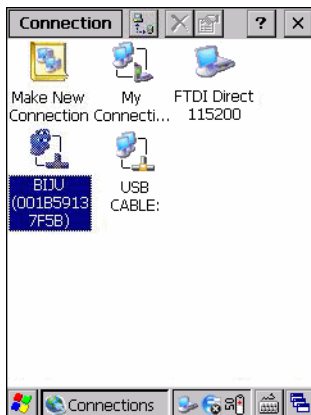 Connection ? ×
Make New
Connection
My
Connecti...
FTDI Direct
115200
BIJU
(001B5913
7F5B)
USB
CABLE:
Connections